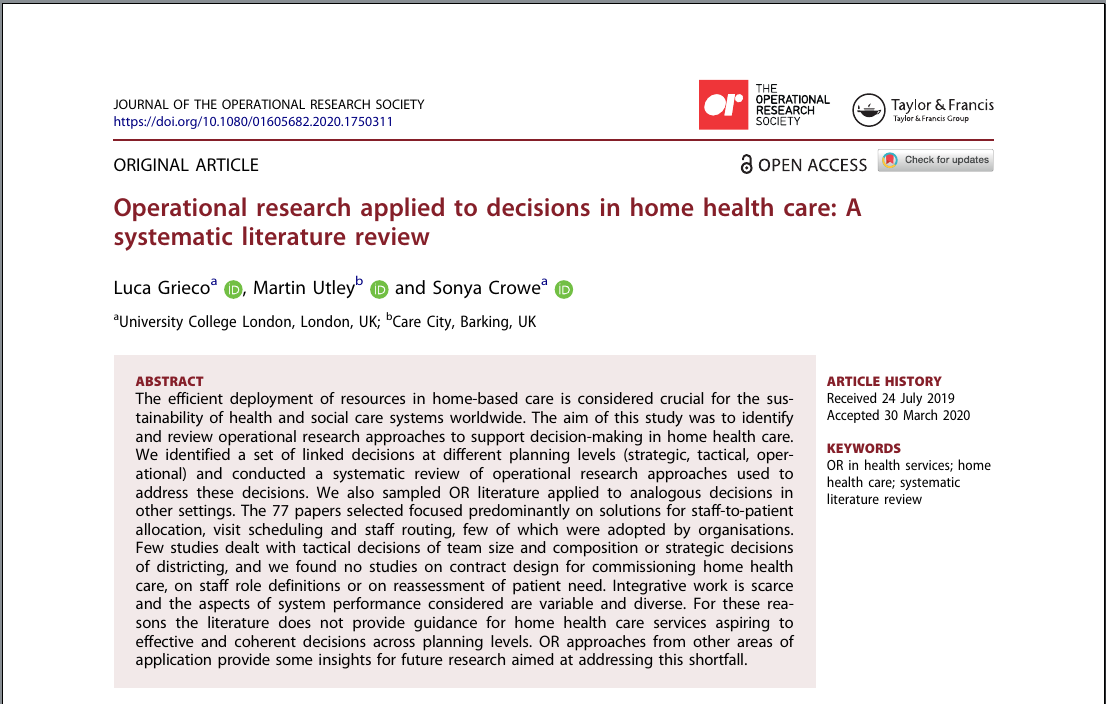 JOURNAL OF THE OPERATIONAL RESEARCH SOCIETY
https://doi.org/10.1080/01605682.2020.1750311
or
THE
OPERATIONAL
RESEARCH
SOCIETY
Taylor & Francis
Taylor & Francis Group
ORIGINAL ARTICLE
OPEN ACCESS
Check for updates
Operational research applied to decisions in home health care: A
systematic literature review
Luca Griecoa iD, Martin Utleyb iD and Sonya Crowea iD
aUniversity College London, London, UK; bCare City, Barking, UK
ABSTRACT
The efficient deployment of resources in home-based care is considered crucial for the sus-
tainability of health and social care systems worldwide. The aim of this study was to identify
and review operational research approaches to support decision-making in home health care.
We identified a set of linked decisions at different planning levels (strategic, tactical, oper-
ational) and conducted a systematic review of operational research approaches used to
address these decisions. We also sampled OR literature applied to analogous decisions in
other settings. The 77 papers selected focused predominantly on solutions for staff-to-patient
allocation, visit scheduling and staff routing, few of which were adopted by organisations.
Few studies dealt with tactical decisions of team size and composition or strategic decisions
of districting, and we found no studies on contract design for commissioning home health
care, on staff role definitions or on reassessment of patient need. Integrative work is scarce
and the aspects of system performance considered are variable and diverse. For these rea-
sons the literature does not provide guidance for home health care services aspiring to
effective and coherent decisions across planning levels. OR approaches from other areas of
application provide some insights for future research aimed at addressing this shortfall.
ARTICLE HISTORY
Received 24 July 2019
Accepted 30 March 2020
KEYWORDS
OR in health services; home
health care; systematic
literature review